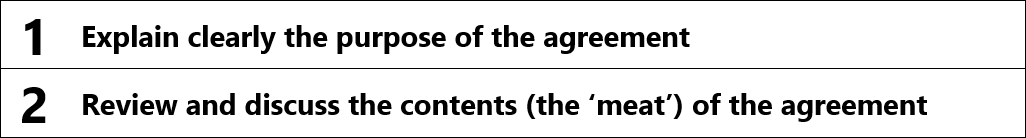 1 Explain clearly the purpose of the agreement
2 Review and discuss the contents (the ‘meat’) of the agreement